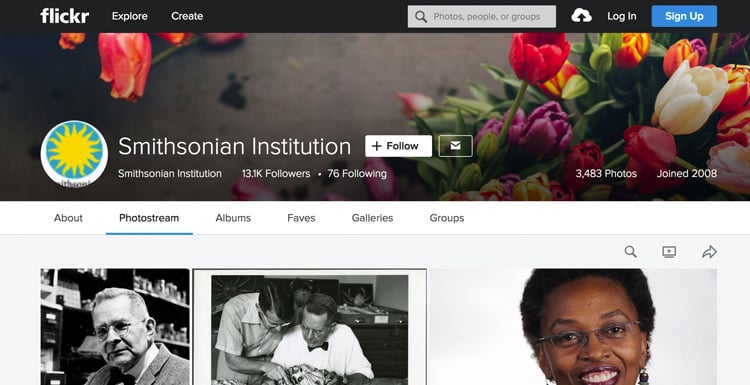 flickr Explore Create Photos, people, or groups Log In Sign Up
Smithsonian Institution + Follow
Smithsonian Institution 13.1K Followers • 76 Following 3,483 Photos Joined 2008
About Photostream Albums Faves Galleries Groups